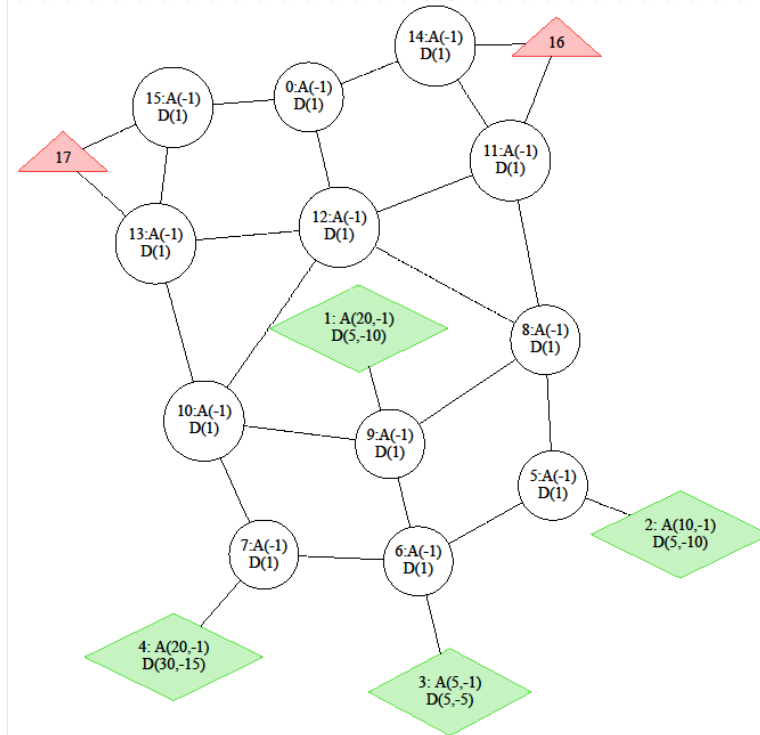 14:A(-1)
D(1)
16
15:A(-1)
D(1)
0:A(-1)
D(1)
17
11:A(-1)
D(1)
12:A(-1)
D(1)
13:A(-1)
D(1)
1: A(20,-1)
D(5,-10)
8:A(-1)
D(1)
10:A(-1)
D(1)
9:A(-1)
D(1)
5:A(-1)
D(1)
2: A(10,-1)
D(5,-10)
7:A(-1)
D(1)
6:A(-1)
D(1)
4: A(20,-1)
D(30,-15)
3: A(5,-1)
D(5,-5)